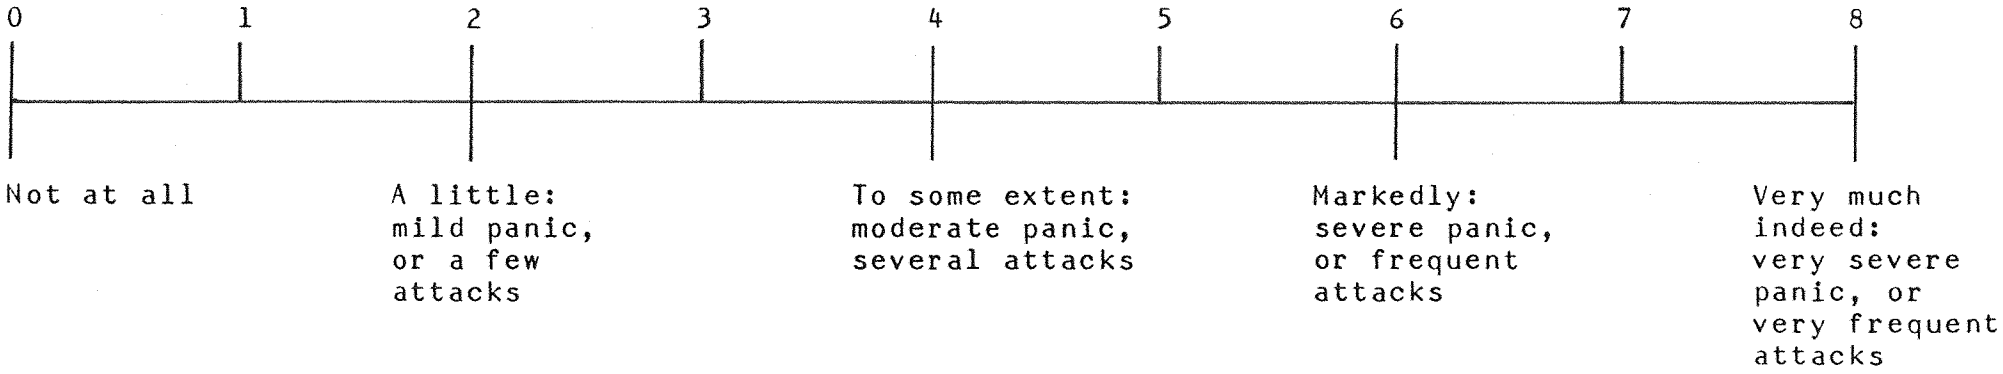 0 1 2 3 4 5 6 7 8
Not at all
A little:
mild panic,
or a few
attacks
To some extent:
moderate panic,
several attacks
Markedly:
severe panic,
or frequent
attacks
Very much
indeed:
very severe
panic, or
very frequent
attacks